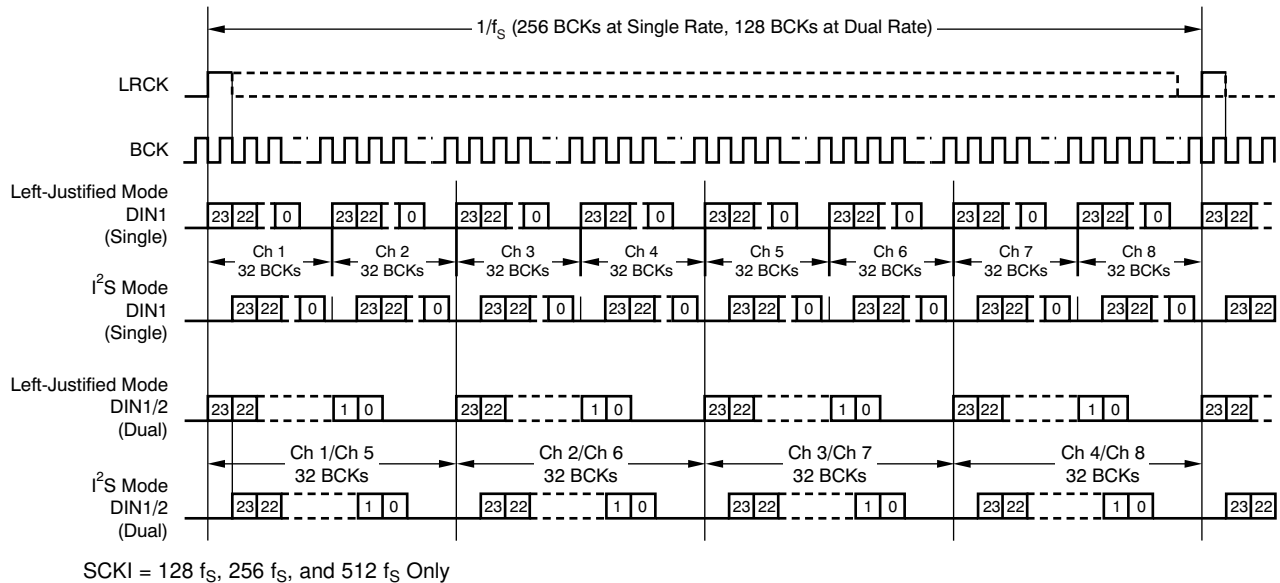 1/fS (256 BCKs at Single Rate, 128 BCKs at Dual Rate)
LRCK
BCK
Left-Justified Mode
DIN1
(Single)
23 22 0 23 22 0 23 22 0 23 22 0 23 22 0 23 22 0 23 22 0 23 22 0 23 22
Ch 1 Ch 2 Ch 3 Ch 4 Ch 5 Ch 6 Ch 7 Ch 8
32 BCKs 32 BCKs 32 BCKs 32 BCKs 32 BCKs 32 BCKs 32 BCKs 32 BCKs
I²S Mode
DIN1
(Single)
23 22 0 23 22 0 23 22 0 23 22 0 23 22 0 23 22 0 23 22 0 23 22 0 23 22
Left-Justified Mode
DIN1/2
(Dual)
23 22 1 0 23 22 1 0 23 22 1 0 23 22 1 0 23 22
Ch 1/Ch 5 Ch 2/Ch 6 Ch 3/Ch 7 Ch 4/Ch 8
32 BCKs 32 BCKs 32 BCKs 32 BCKs
I²S Mode
DIN1/2
(Dual)
23 22 1 0 23 22 1 0 23 22 1 0 23 22 1 0 23 22
SCKI = 128 fS, 256 fS, and 512 fS Only